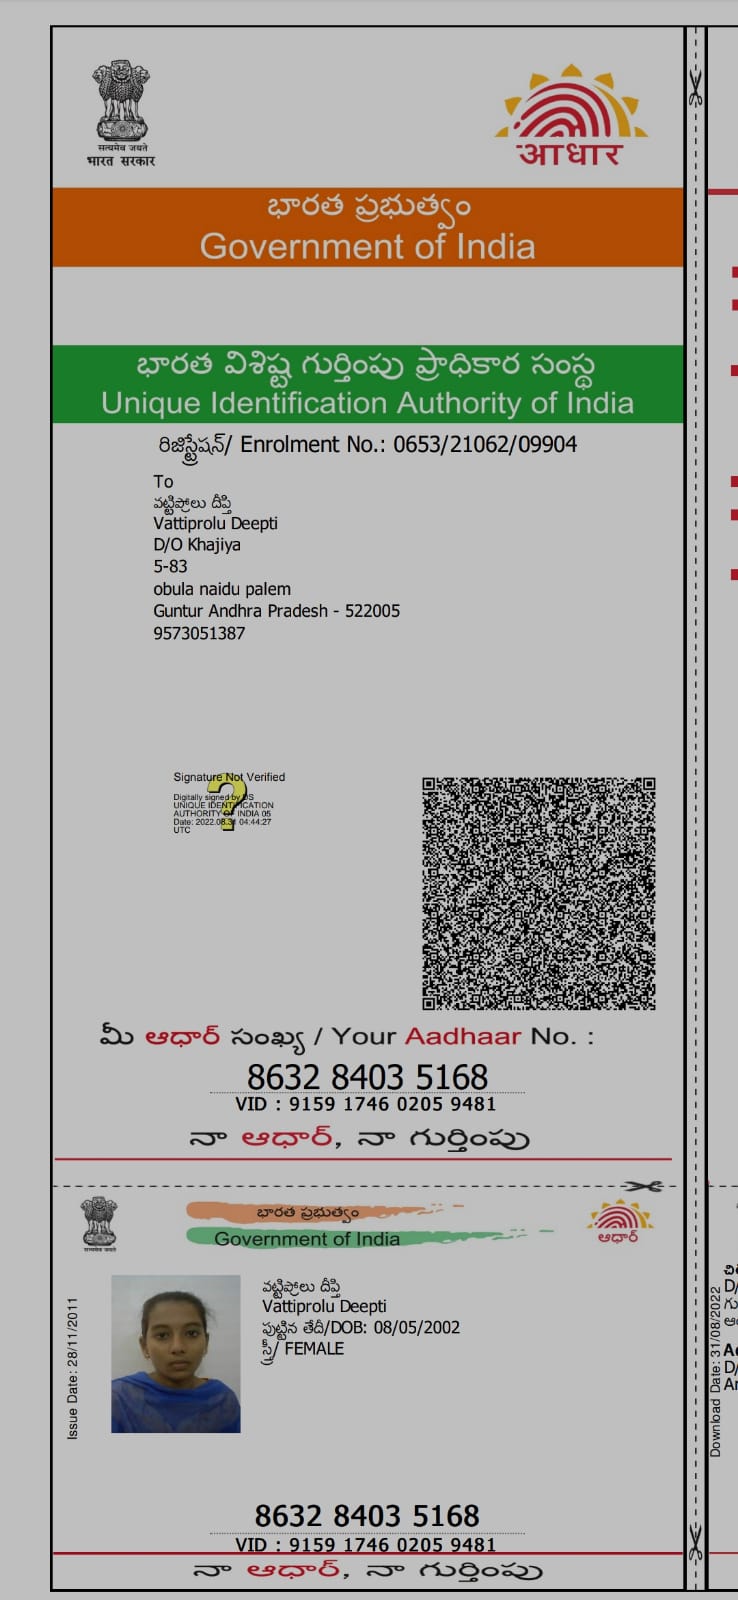 सत्यमेव जयते
भारत सरकार
आधार
భారత ప్రభుత్వం
Government of India
భారత విశిష్ట గుర్తింపు ప్రాధికార సంస్థ
Unique Identification Authority of India
రిజిస్ట్రేషన్/ Enrolment No.: 0653/21062/09904
To
వట్టిప్రోలు దీప్తి
Vattiprolu Deepti
D/O Khajiya
5-83
obula naidu palem
Guntur Andhra Pradesh - 522005
9573051387
Signature Not Verified
Digitally signed by DS
UNIQUE IDENTIFICATION
AUTHORITY OF INDIA 05
Date: 2022.08.31 04:44:27
UTC
మీ ఆధార్ సంఖ్య / Your Aadhaar No. :
8632 8403 5168
VID : 9159 1746 0205 9481
నా ఆధార్, నా గుర్తింపు
భారత ప్రభుత్వం
Government of India
ఆధార్
Issue Date: 28/11/2011
వట్టిప్రోలు దీప్తి
Vattiprolu Deepti
పుట్టిన తేదీ/DOB: 08/05/2002
స్త్రీ/ FEMALE
8632 8403 5168
VID : 9159 1746 0205 9481
నా ఆధార్, నా గుర్తింపు
Download Date: 31/08/2022